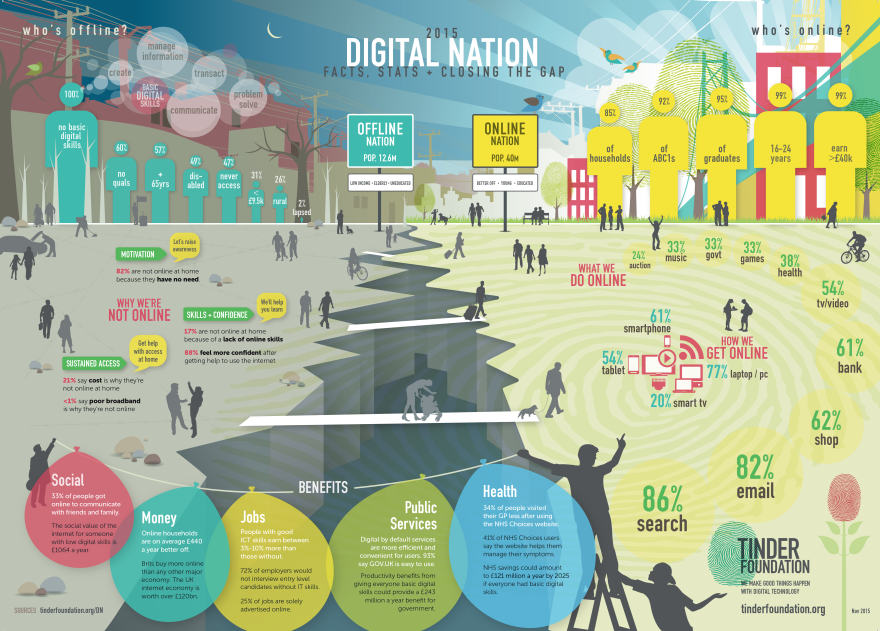 who's offline?
2015
DIGITAL NATION
FACTS, STATS + CLOSING THE GAP
who's online?
manage
information
create
transact
BASIC
DIGITAL
SKILLS
problem
solve
communicate
100%
no basic
digital
skills
60%
no
quals
57%
+
65yrs
49%
dis-
abled
47%
never
access
31%
<
£9.5k
26%
rural
2%
lapsed
OFFLINE
NATION
POP. 12.6M
LOW INCOME • ELDERLY • UNEDUCATED
ONLINE
NATION
POP. 40M
BETTER OFF • YOUNG • EDUCATED
85%
of
households
92%
of
ABC1s
95%
of
graduates
99%
16-24
years
99%
earn
>£40k
MOTIVATION
Let's raise
awareness
82% are not online at home
because they have no need.
WHY WE'RE
NOT ONLINE
SKILLS + CONFIDENCE
We'll help
you learn
17% are not online at home
because of a lack of online skills
88% feel more confident after
getting help to use the internet
Get help
with access
at home
SUSTAINED ACCESS
21% say cost is why they're
not online at home
<1% say poor broadband
is why they're not online
WHAT WE
DO ONLINE
24%
auction
33%
music
33%
govt
33%
games
38%
health
54%
tv/video
61%
bank
62%
shop
82%
email
86%
search
HOW WE
GET ONLINE
61%
smartphone
54%
tablet
77% laptop / pc
20% smart tv
BENEFITS
Social
33% of people got
online to communicate
with friends and family.
The social value of the
internet for someone
with low digital skills is
£1064 a year.
Money
Online households
are on average £440
a year better off.
Brits buy more online
than any other major
economy. The UK
internet economy is
worth over £120bn.
Jobs
People with good
ICT skills earn between
3%-10% more than
those without.
72% of employers would
not interview entry level
candidates without IT skills.
25% of jobs are solely
advertised online.
Public
Services
Digital by default services
are more efficient and
convenient for users. 93%
say GOV.UK is easy to use.
Productivity benefits from
giving everyone basic digital
skills could provide a £243
million a year benefit for
government.
Health
34% of people visited
their GP less after using
the NHS Choices website.
41% of NHS Choices users
say the website helps them
manage their symptoms.
NHS savings could amount
to £121 million a year by 2025
if everyone had basic digital
skills.
TINDER
FOUNDATION
WE MAKE GOOD THINGS HAPPEN
WITH DIGITAL TECHNOLOGY
tinderfoundation.org
Nov 2015
SOURCES tinderfoundation.org/DN